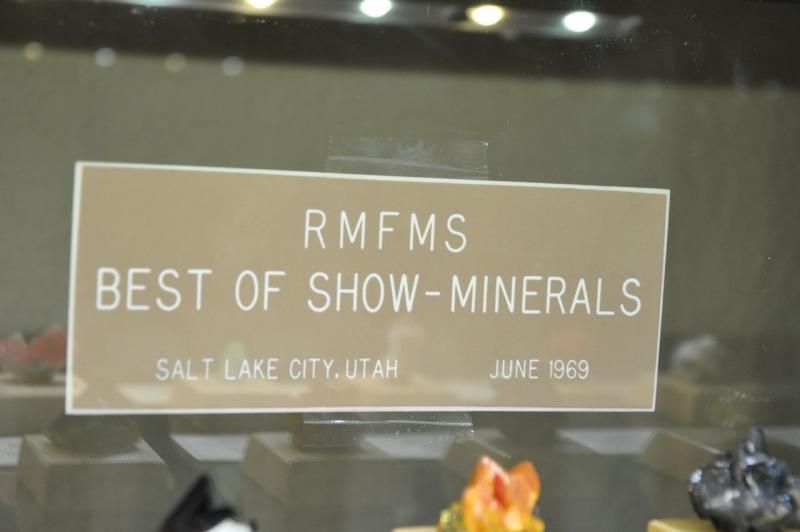 RMFMS
BEST OF SHOW-MINERALS
SALT LAKE CITY, UTAH JUNE 1969